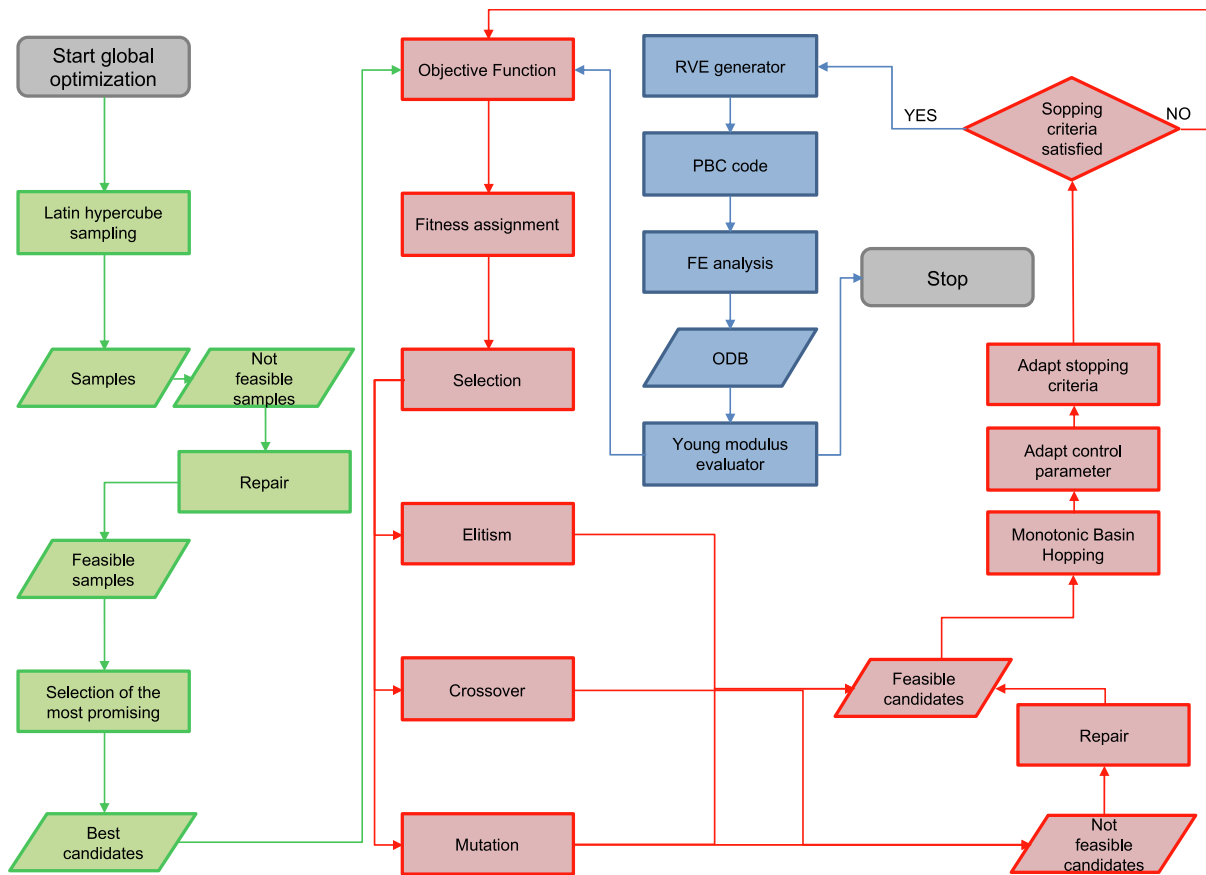 Start global
optimization
Latin hypercube
sampling
Samples
Not
feasible
samples
Repair
Feasible
samples
Selection of the
most promising
Best
candidates
Objective Function
Fitness assignment
Selection
Elitism
Crossover
Mutation
RVE generator
PBC code
FE analysis
ODB
Young modulus
evaluator
Stop
YES
Sopping
criteria
satisfied
NO
Adapt stopping
criteria
Adapt control
parameter
Monotonic Basin
Hopping
Feasible
candidates
Repair
Not
feasible
candidates